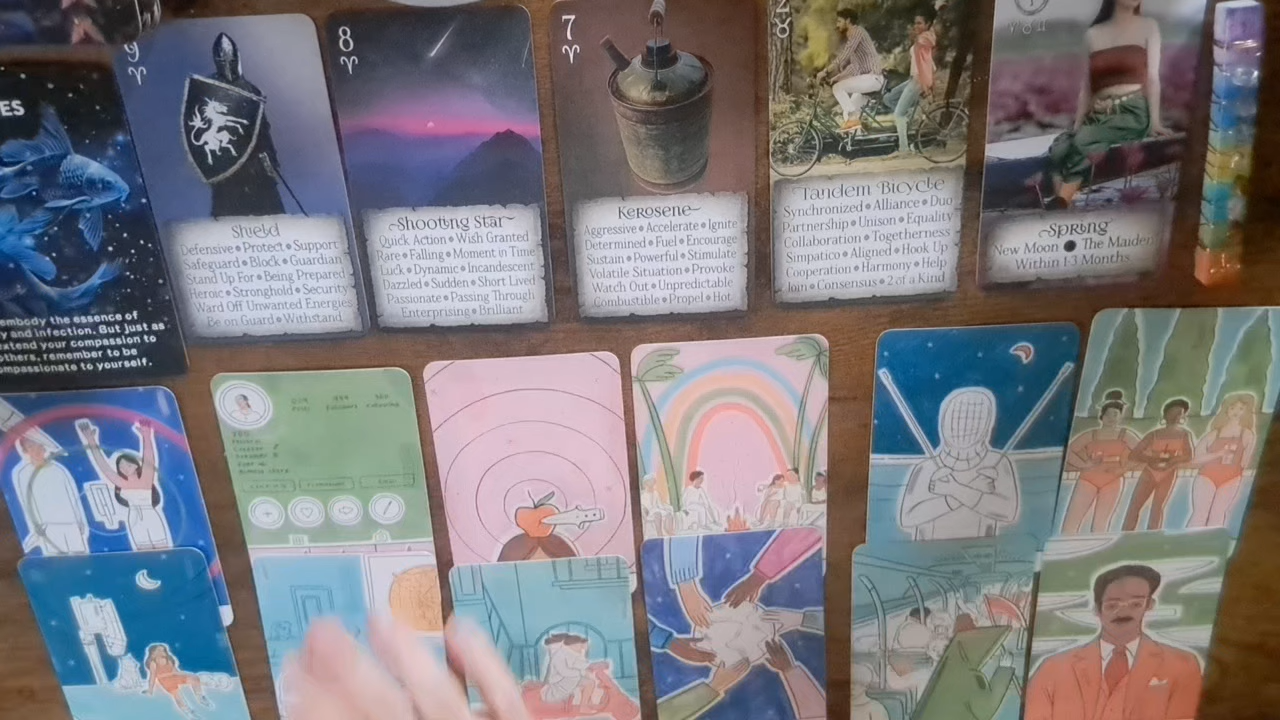 ES
embody the essence of
y and infection. But just as
extend your compassion to
others, remember to be
compassionate to yourself.
9
Shield
Defensive • Protect • Support
Safeguard • Block • Guardian
Stand Up For • Being Prepared
Heroic • Stronghold • Security
Ward Off Unwanted Energies
Be on Guard • Withstand
8
Shooting Star
Quick Action • Wish Granted
Rare • Falling • Moment in Time
Luck • Dynamic • Incandescent
Dazzled • Sudden • Short Lived
Passionate • Passing Through
Enterprising • Brilliant
7
Kerosene
Aggressive • Accelerate • Ignite
Determined • Fuel • Encourage
Sustain • Powerful • Stimulate
Volatile Situation • Provoke
Watch Out • Unpredictable
Combustible • Propel • Hot
2
Tandem Bicycle
Synchronized • Alliance • Duo
Partnership • Unison • Equality
Collaboration • Togetherness
Simpatico • Aligned • Hook Up
Cooperation • Harmony • Help
Join • Consensus • 2 of a Kind
1
Spring
New Moon ● The Maiden
Within 1-3 Months